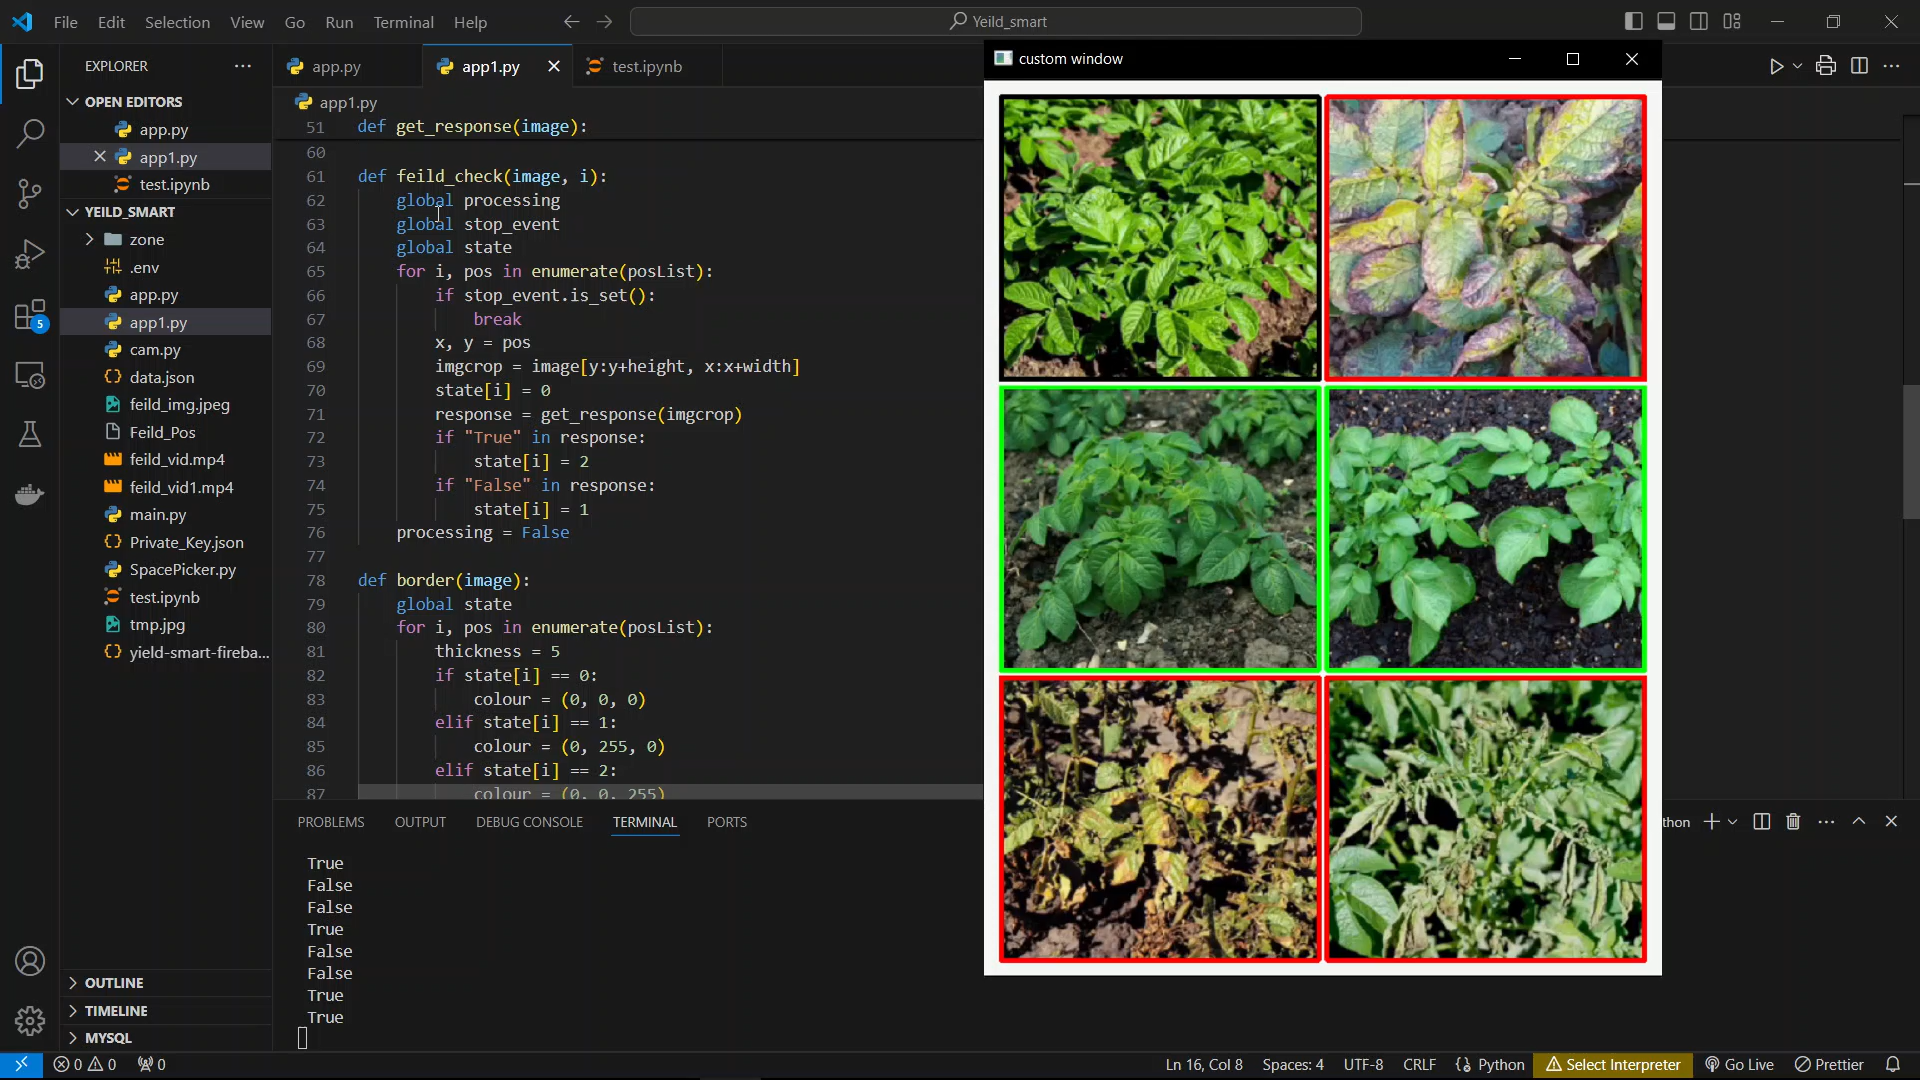 File Edit Selection View Go Run Terminal Help
Yeild_smart
EXPLORER
OPEN EDITORS
app.py
app1.py
test.ipynb
YEILD_SMART
zone
.env
app.py
app1.py
cam.py
data.json
feild_img.jpeg
Feild_Pos
feild_vid.mp4
feild_vid1.mp4
main.py
Private_Key.json
SpacePicker.py
test.ipynb
tmp.jpg
yield-smart-fireba...
OUTLINE
TIMELINE
MYSQL
5
app.py app1.py test.ipynb
app1.py
51 def get_response(image):
60
61 def feild_check(image, i):
62 global processing
63 global stop_event
64 global state
65 for i, pos in enumerate(posList):
66 if stop_event.is_set():
67 break
68 x, y = pos
69 imgcrop = image[y:y+height, x:x+width]
70 state[i] = 0
71 response = get_response(imgcrop)
72 if "True" in response:
73 state[i] = 2
74 if "False" in response:
75 state[i] = 1
76 processing = False
77
78 def border(image):
79 global state
80 for i, pos in enumerate(posList):
81 thickness = 5
82 if state[i] == 0:
83 colour = (0, 0, 0)
84 elif state[i] == 1:
85 colour = (0, 255, 0)
86 elif state[i] == 2:
87 colour = (0, 0, 255)
custom window
PROBLEMS OUTPUT DEBUG CONSOLE TERMINAL PORTS
thon
True
False
False
True
False
False
True
True
0 0 0
Ln 16, Col 8 Spaces: 4 UTF-8 CRLF Python Select Interpreter Go Live Prettier